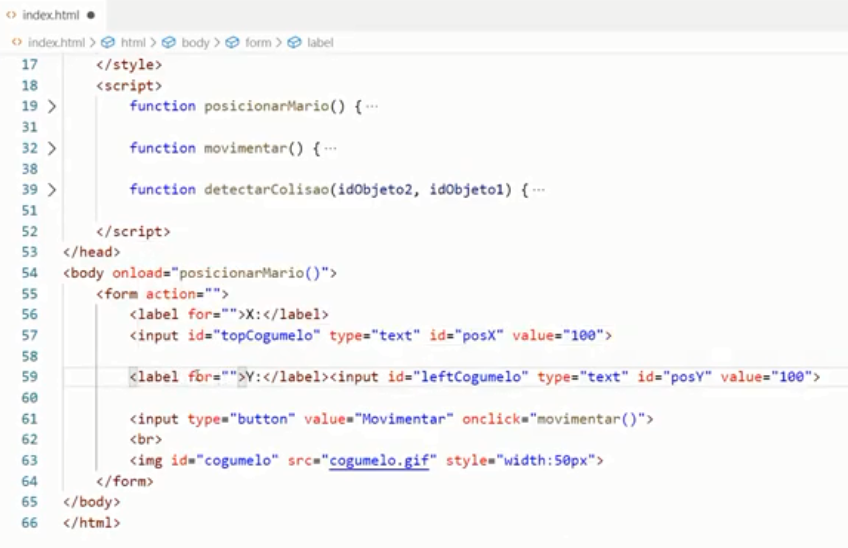 index.html
index.html > html > body > form > label
17 </style>
18 <script>
19 function posicionarMario() { ···
31
32 function movimentar() { ···
38
39 function detectarColisao(idObjeto2, idObjeto1) { ···
51
52 </script>
53 </head>
54 <body onload="posicionarMario()">
55 <form action="">
56 <label for="">X:</label>
57 <input id="topCogumelo" type="text" id="posX" value="100">
58
59 <label for="">Y:</label><input id="leftCogumelo" type="text" id="posY" value="100">
60
61 <input type="button" value="Movimentar" onclick="movimentar()">
62 <br>
63 <img id="cogumelo" src="cogumelo.gif" style="width:50px">
64 </form>
65 </body>
66 </html>